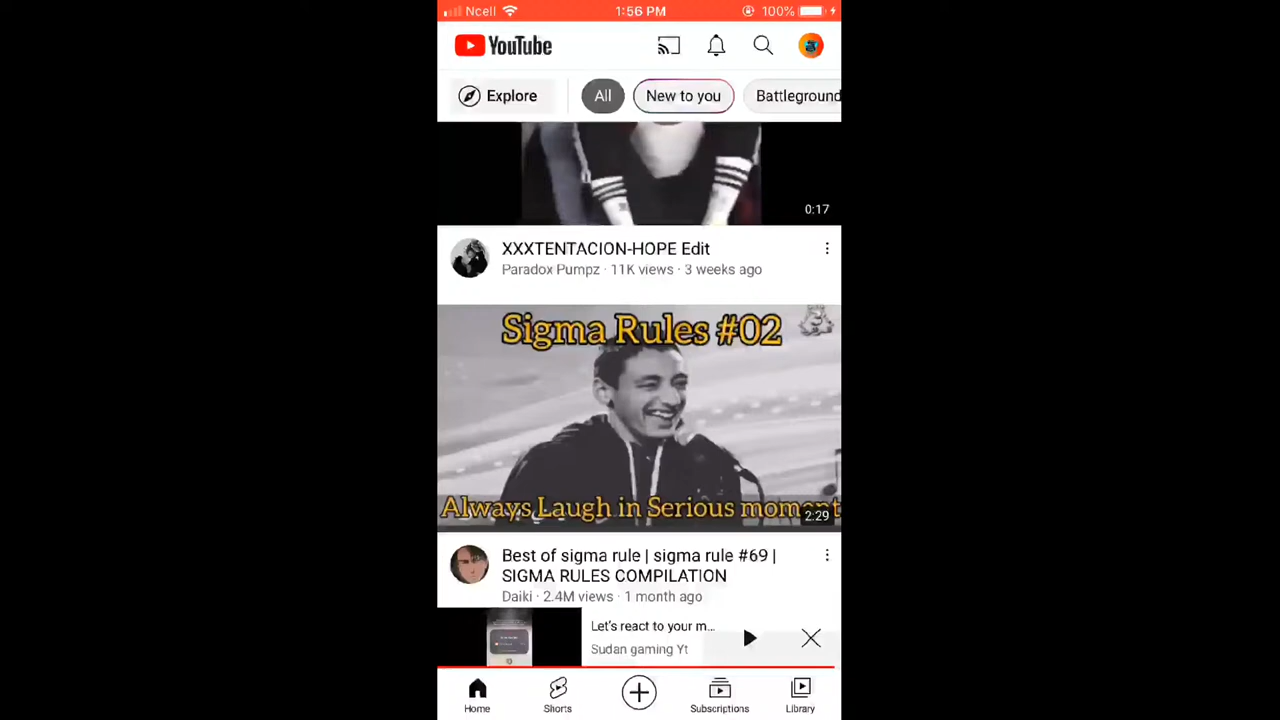 Ncell 1:56 PM 100%
YouTube
Explore All New to you Battleground
0:17
XXXTENTACION-HOPE Edit
Paradox Pumpz · 11K views · 3 weeks ago
Sigma Rules #02
Always Laugh in Serious moment
2:29
Best of sigma rule | sigma rule #69 |
SIGMA RULES COMPILATION
Daiki · 2.4M views · 1 month ago
Let's react to your m...
Sudan gaming Yt
Home Shorts Subscriptions Library